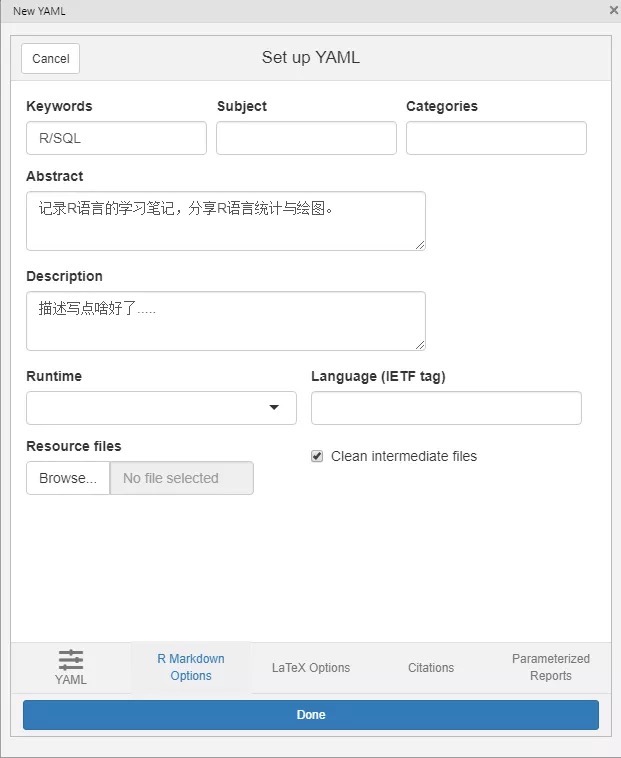 New YAML
Cancel
Set up YAML
Keywords Subject Categories
R/SQL
Abstract
记录R语言的学习笔记，分享R语言统计与绘图。
Description
描述写点啥好了.....
Runtime Language (IETF tag)
Resource files
Clean intermediate files
Browse... No file selected
YAML
R Markdown
Options
LaTeX Options
Citations
Parameterized
Reports
Done